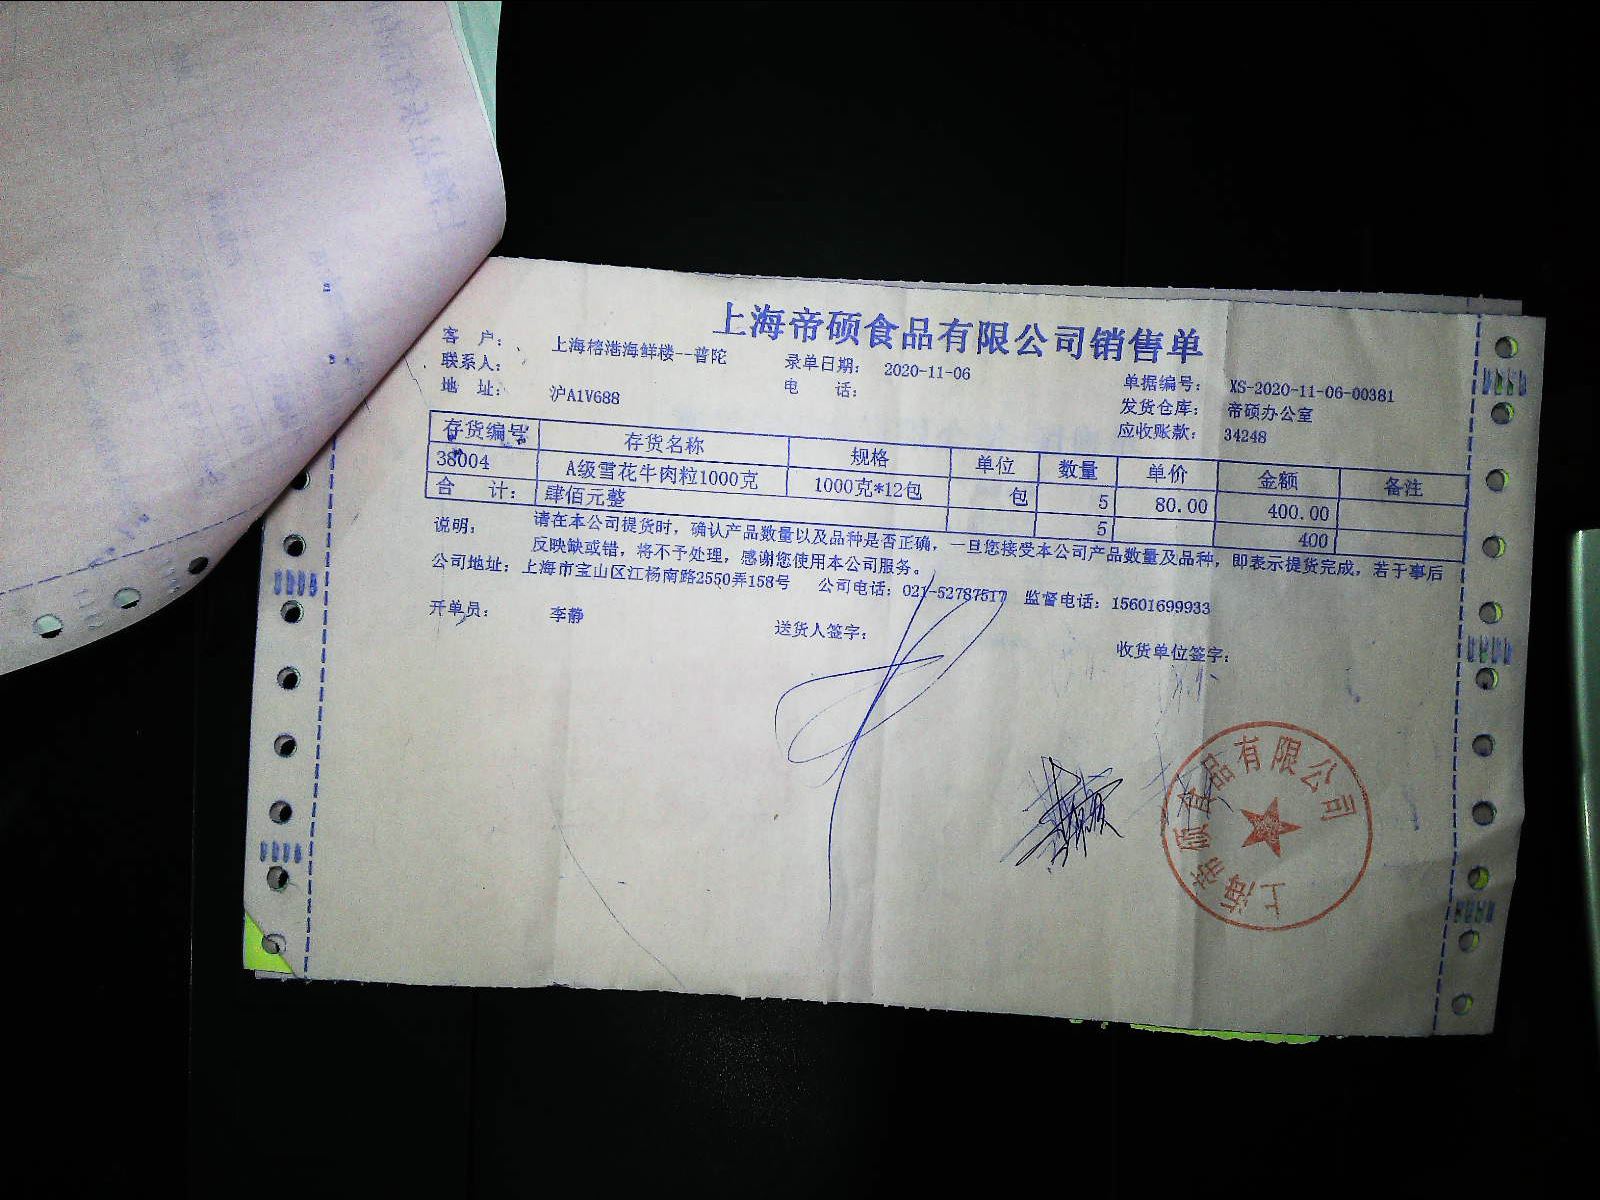 上海帝硕食品有限公司销售单
客 户: 上海榕港海鲜楼--普陀 录单日期: 2020-11-06 单据编号: XS-2020-11-06-00381
联系人: 电 话: 发货仓库: 帝硕办公室
地 址: 沪A1V688 应收账款: 34248
存货编号 存货名称 规格 单位 数量 单价 金额 备注
38004 A级雪花牛肉粒1000克 1000克*12包 包 5 80.00 400.00
合 计: 肆佰元整 5 400
说明: 请在本公司提货时，确认产品数量以及品种是否正确，一旦您接受本公司产品数量及品种，即表示提货完成，若于事后
反映缺或错，将不予处理，感谢您使用本公司服务。
公司地址: 上海市宝山区江杨南路2550弄158号 公司电话: 021-52787517 监督电话: 15601699933
开单员: 李静 送货人签字: 收货单位签字:
上海帝硕食品有限公司